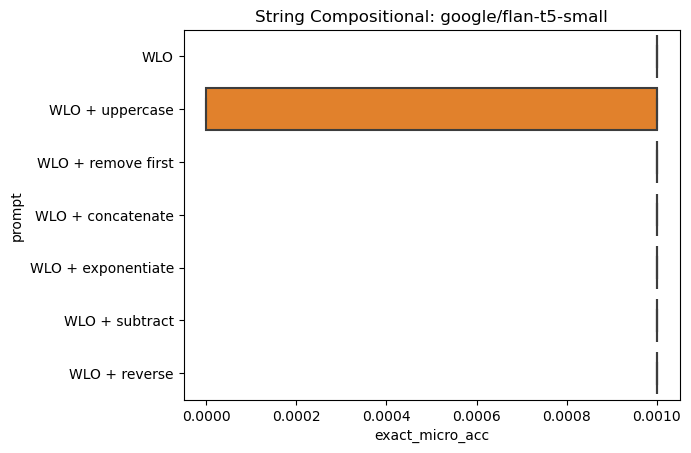 String Compositional: google/flan-t5-small
WLO
WLO + uppercase
WLO + remove first
WLO + concatenate
WLO + exponentiate
WLO + subtract
WLO + reverse
prompt
0.0000 0.0002 0.0004 0.0006 0.0008 0.0010
exact_micro_acc